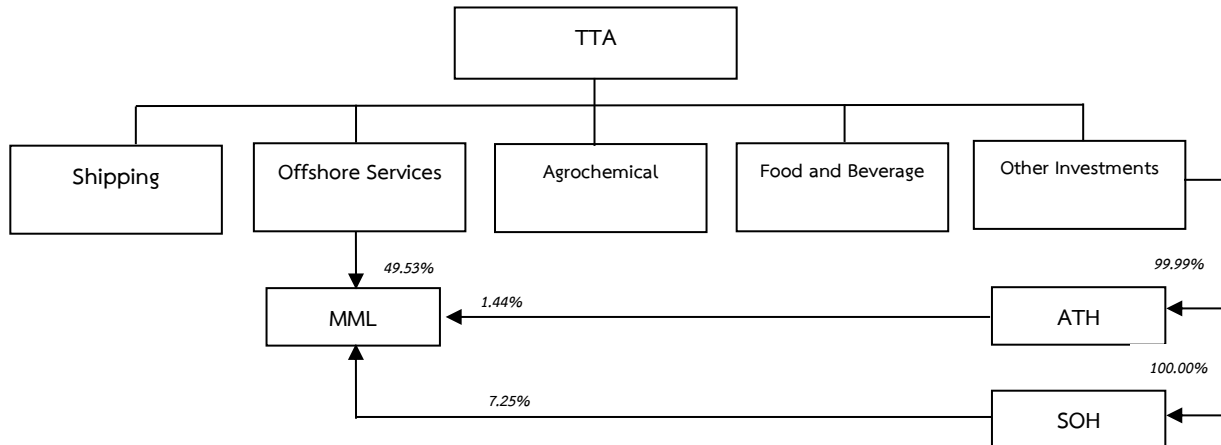 TTA
Shipping
Offshore Services
Agrochemical
Food and Beverage
Other Investments
49.53%
99.99%
MML
1.44%
ATH
100.00%
7.25%
SOH